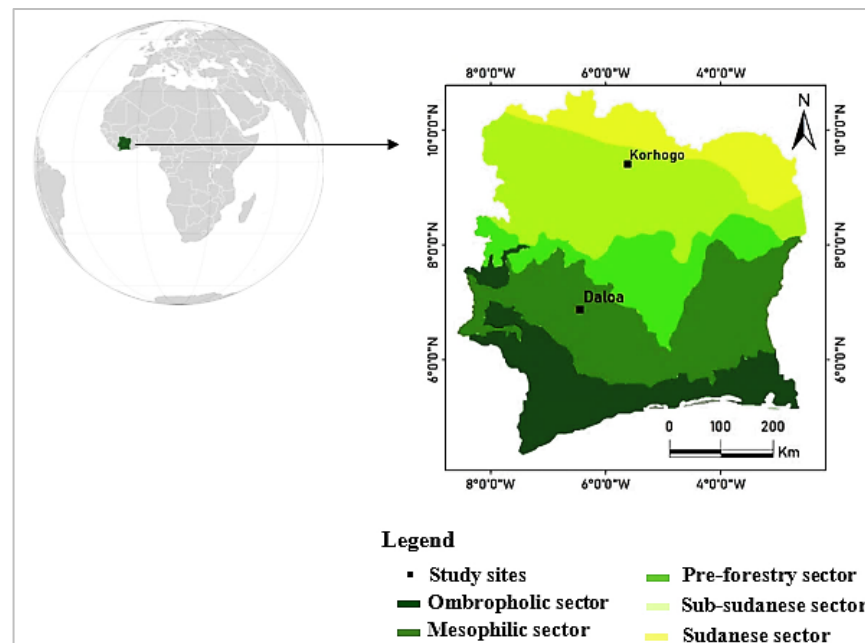 8°0'0"W 6°0'0"W 4°0'0"W
N
10°0'0"N
10°0'0"N
Korhogo
8°0'0"N
8°0'0"N
Daloa
6°0'0"N
6°0'0"N
0 100 200
Km
8°0'0"W 6°0'0"W 4°0'0"W
Legend
Study sites
Pre-forestry sector
Ombropholic sector
Sub-sudanese sector
Mesophilic sector
Sudanese sector